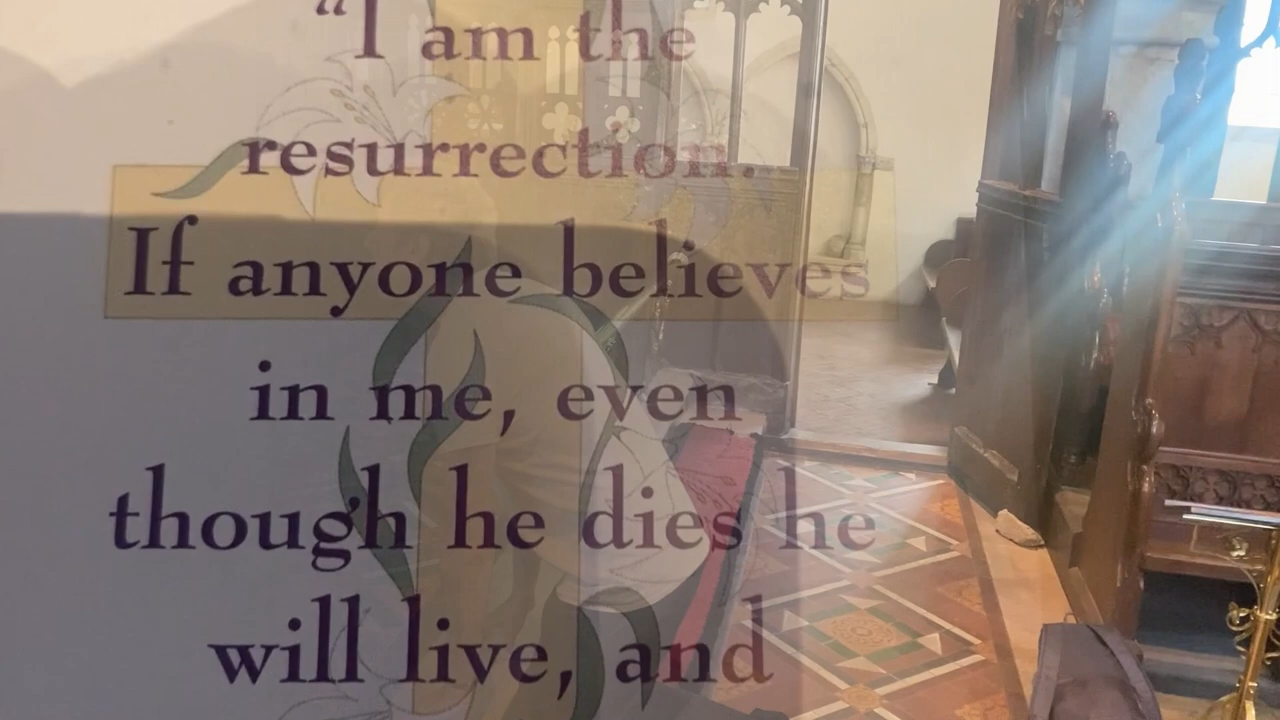 “I am the
resurrection.
If anyone believes
in me, even
though he dies he
will live, and